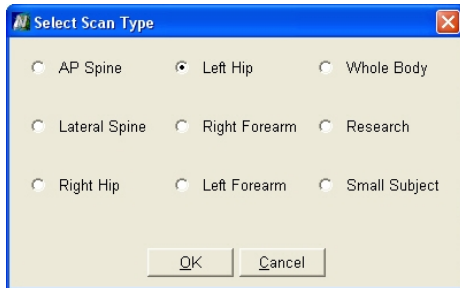 Select Scan Type
AP Spine Left Hip Whole Body
Lateral Spine Right Forearm Research
Right Hip Left Forearm Small Subject
OK Cancel